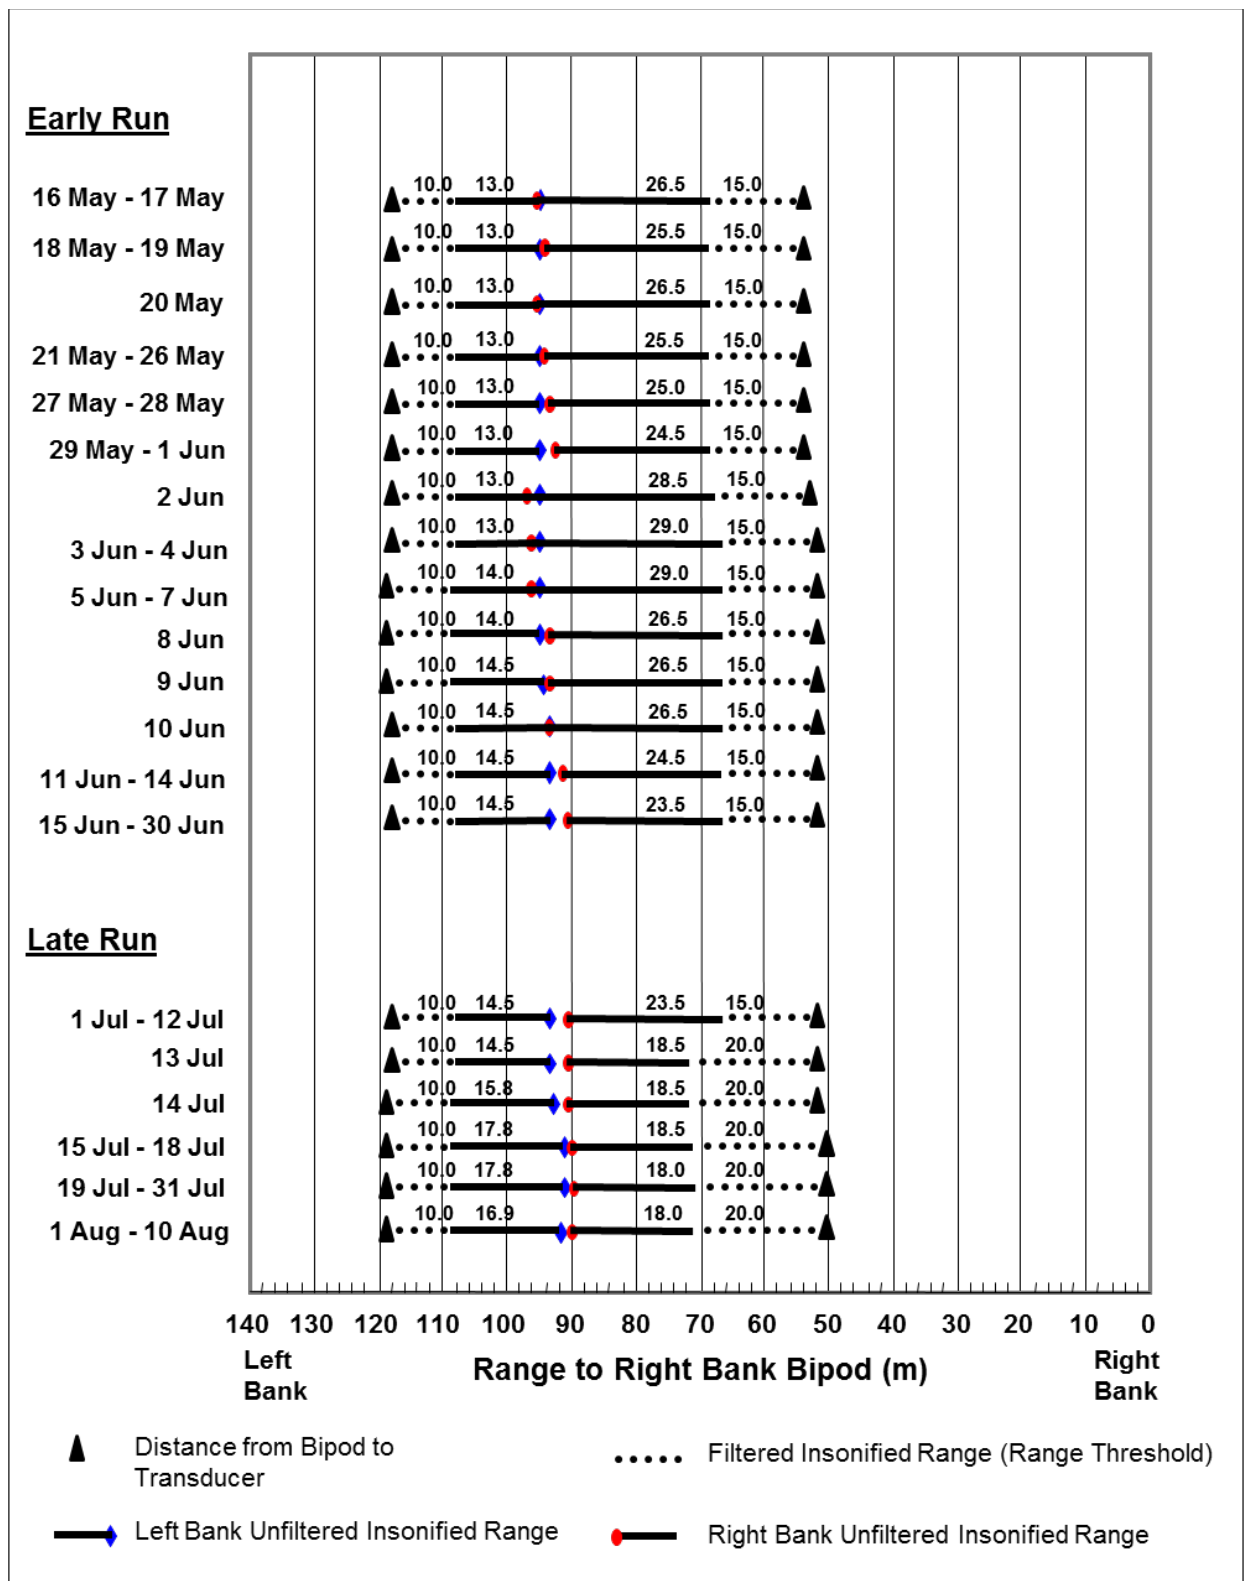 Early Run
16 May - 17 May 10.0 13.0 26.5 15.0
18 May - 19 May 10.0 13.0 25.5 15.0
20 May 10.0 13.0 26.5 15.0
21 May - 26 May 10.0 13.0 25.5 15.0
27 May - 28 May 10.0 13.0 25.0 15.0
29 May - 1 Jun 10.0 13.0 24.5 15.0
2 Jun 10.0 13.0 28.5 15.0
3 Jun - 4 Jun 10.0 13.0 29.0 15.0
5 Jun - 7 Jun 10.0 14.0 29.0 15.0
8 Jun 10.0 14.0 26.5 15.0
9 Jun 10.0 14.5 26.5 15.0
10 Jun 10.0 14.5 26.5 15.0
11 Jun - 14 Jun 10.0 14.5 24.5 15.0
15 Jun - 30 Jun 10.0 14.5 23.5 15.0
Late Run
1 Jul - 12 Jul 10.0 14.5 23.5 15.0
13 Jul 10.0 14.5 18.5 20.0
14 Jul 10.0 15.8 18.5 20.0
15 Jul - 18 Jul 10.0 17.8 18.5 20.0
19 Jul - 31 Jul 10.0 17.8 18.0 20.0
1 Aug - 10 Aug 10.0 16.9 18.0 20.0
140 130 120 110 100 90 80 70 60 50 40 30 20 10 0
Left
Bank
Range to Right Bank Bipod (m)
Right
Bank
Distance from Bipod to
Transducer
Filtered Insonified Range (Range Threshold)
Left Bank Unfiltered Insonified Range
Right Bank Unfiltered Insonified Range